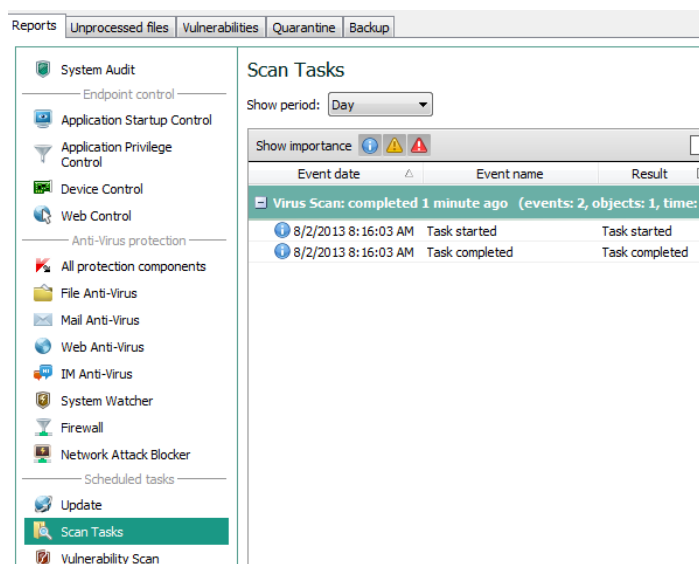 Reports Unprocessed files Vulnerabilities Quarantine Backup
System Audit
Endpoint control
Application Startup Control
Application Privilege
Control
Device Control
Web Control
Anti-Virus protection
All protection components
File Anti-Virus
Mail Anti-Virus
Web Anti-Virus
IM Anti-Virus
System Watcher
Firewall
Network Attack Blocker
Scheduled tasks
Update
Scan Tasks
Vulnerability Scan
Scan Tasks
Show period: Day
Show importance
Event date Event name Result
Virus Scan: completed 1 minute ago (events: 2, objects: 1, time:
8/2/2013 8:16:03 AM Task started Task started
8/2/2013 8:16:03 AM Task completed Task completed